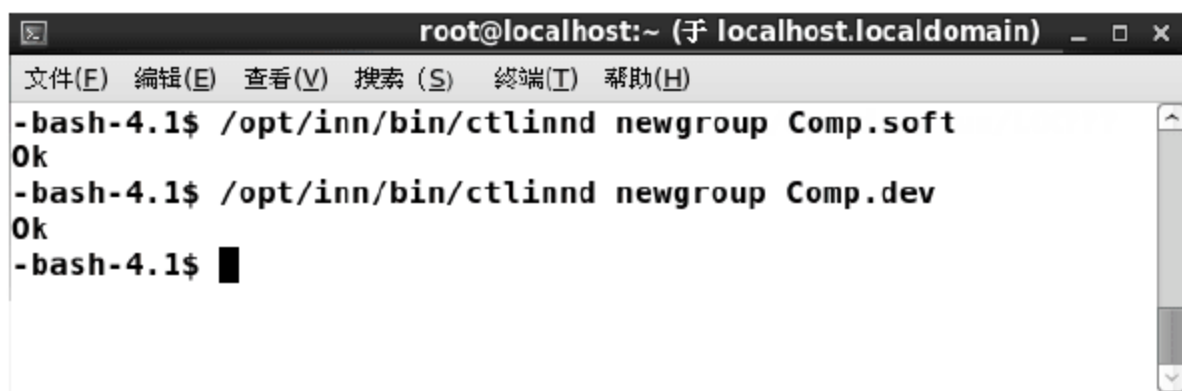 root@localhost:~ (于 localhost.localdomain)
文件(F) 编辑(E) 查看(V) 搜索 (S) 终端(T) 帮助(H)
-bash-4.1$ /opt/inn/bin/ctlinnd newgroup Comp.soft
Ok
-bash-4.1$ /opt/inn/bin/ctlinnd newgroup Comp.dev
Ok
-bash-4.1$